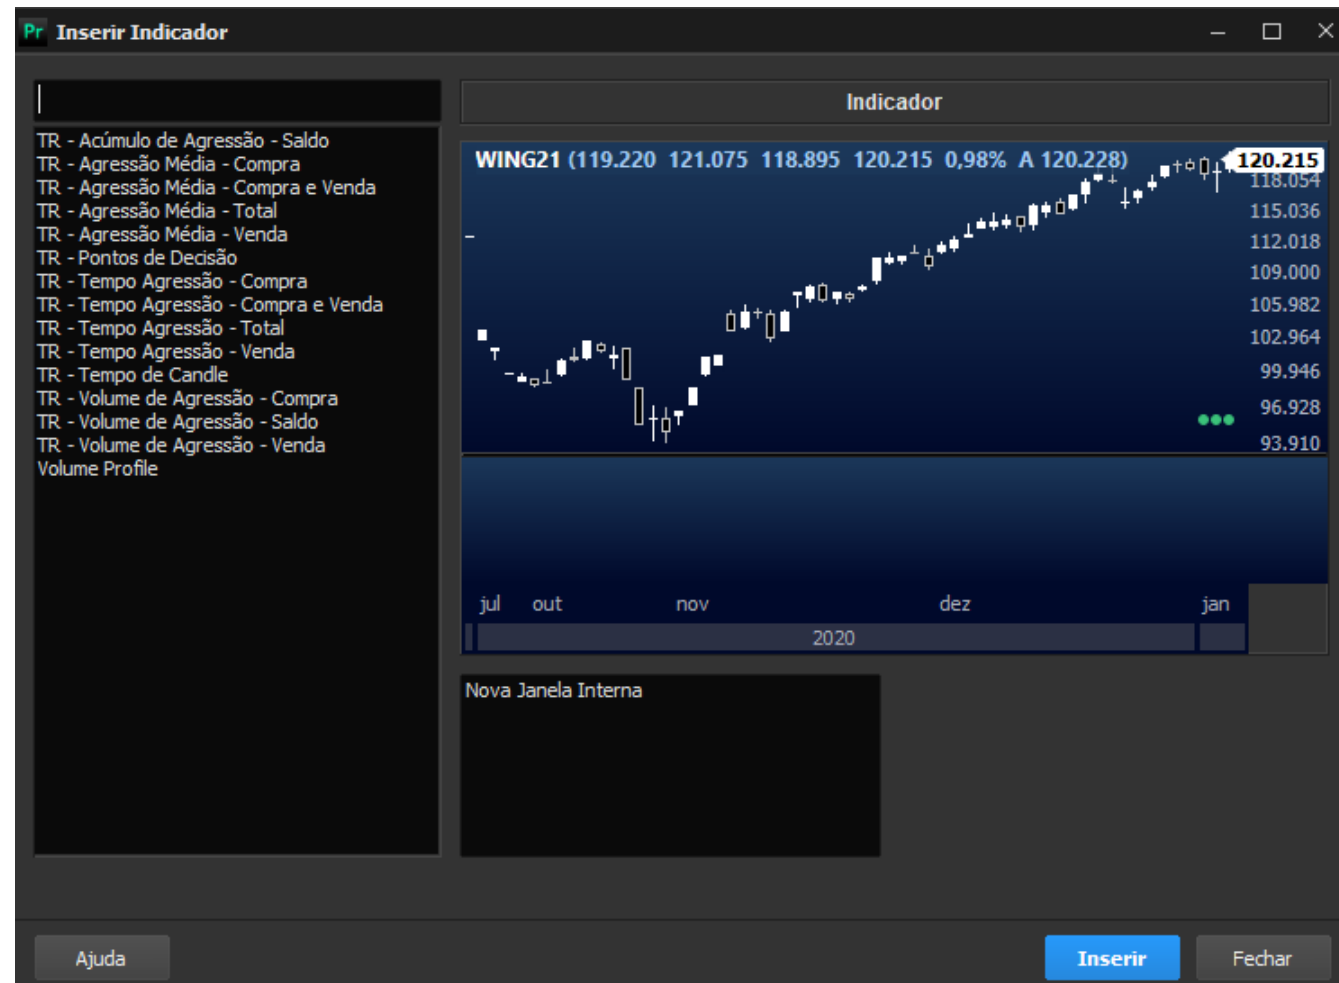 Pr Inserir Indicador
Indicador
TR - Acúmulo de Agressão - Saldo
TR - Agressão Média - Compra
TR - Agressão Média - Compra e Venda
TR - Agressão Média - Total
TR - Agressão Média - Venda
TR - Pontos de Decisão
TR - Tempo Agressão - Compra
TR - Tempo Agressão - Compra e Venda
TR - Tempo Agressão - Total
TR - Tempo Agressão - Venda
TR - Tempo de Candle
TR - Volume de Agressão - Compra
TR - Volume de Agressão - Saldo
TR - Volume de Agressão - Venda
Volume Profile
WING21 (119.220 121.075 118.895 120.215 0,98% A 120.228)
120.215
118.054
115.036
112.018
109.000
105.982
102.964
99.946
96.928
93.910
jul out nov dez jan
2020
Nova Janela Interna
Ajuda
Inserir
Fechar